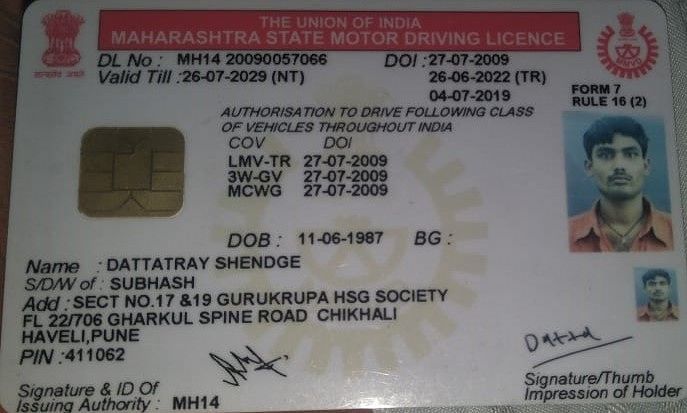 THE UNION OF INDIA
MAHARASHTRA STATE MOTOR DRIVING LICENCE
DL No : MH14 20090057066 DOI : 27-07-2009
Valid Till : 26-07-2029 (NT) 26-06-2022 (TR)
04-07-2019
FORM 7
RULE 16 (2)
AUTHORISATION TO DRIVE FOLLOWING CLASS
OF VEHICLES THROUGHOUT INDIA
COV DOI
LMV-TR 27-07-2009
3W-GV 27-07-2009
MCWG 27-07-2009
DOB : 11-06-1987 BG :
Name : DATTATRAY SHENDGE
S/D/W of : SUBHASH
Add : SECT NO.17 &19 GURUKRUPA HSG SOCIETY
FL 22/706 GHARKUL SPINE ROAD CHIKHALI
HAVELI,PUNE
PIN :411062
Datta
Signature & ID Of
Issuing Authority : MH14
Signature/Thumb
Impression of Holder